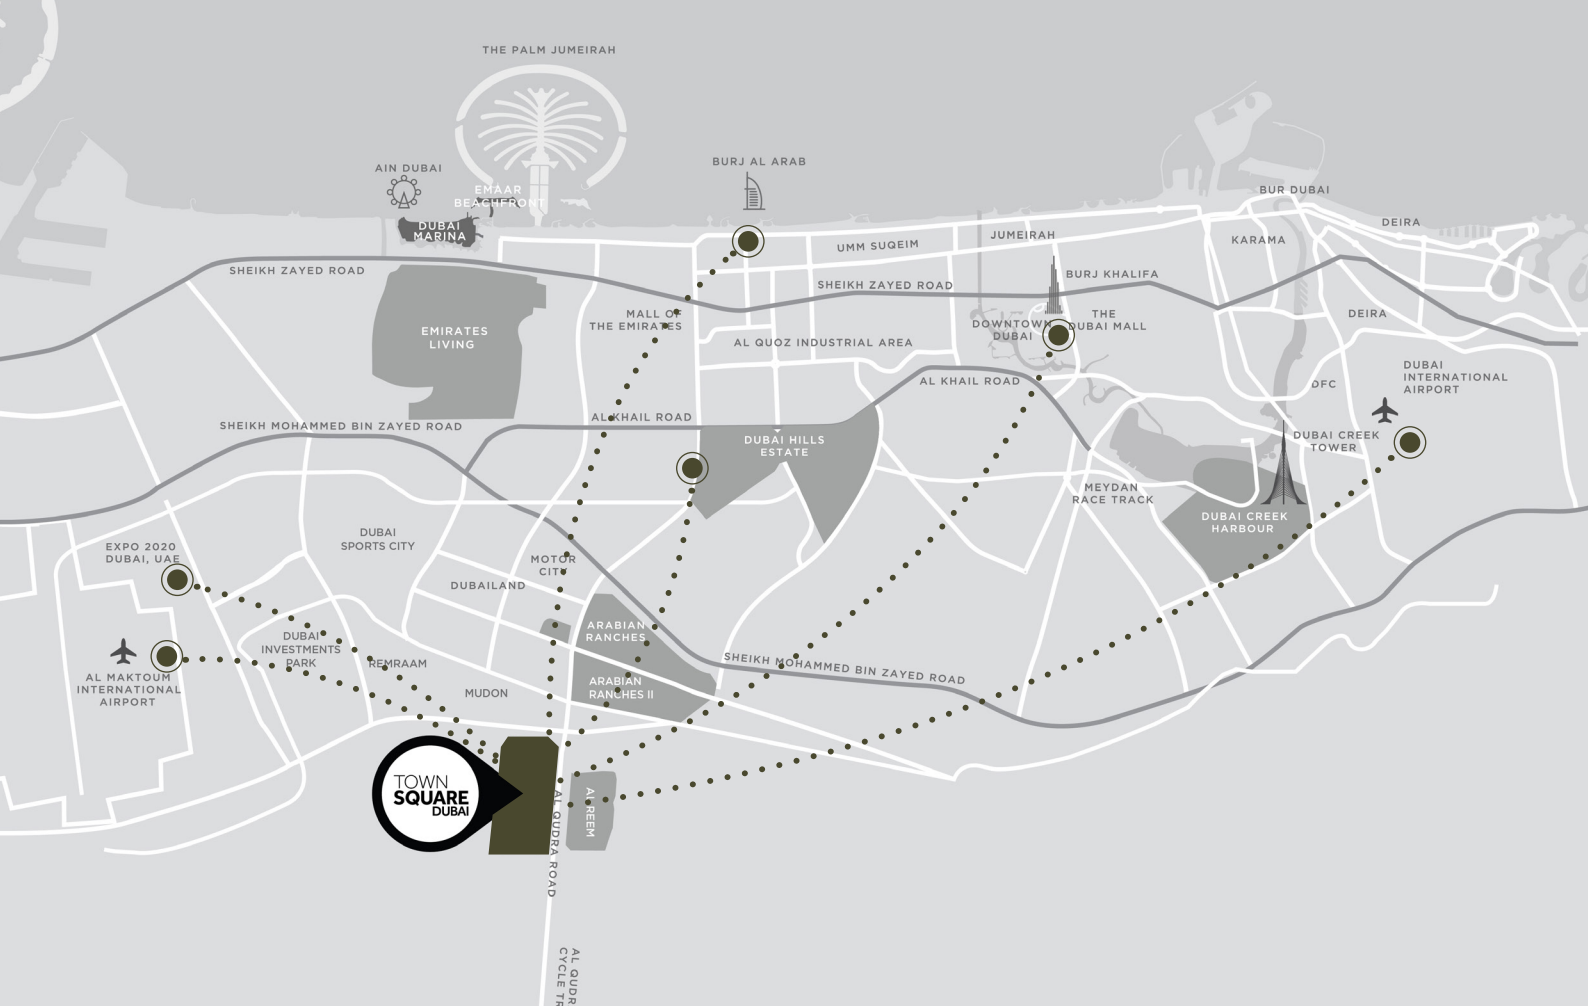 THE PALM JUMEIRAH
AIN DUBAI
BURJ AL ARAB
EMAAR
BEACHFRONT
BUR DUBAI
DUBAI
MARINA
DEIRA
JUMEIRAH
KARAMA
UMM SUQEIM
SHEIKH ZAYED ROAD
BURJ KHALIFA
SHEIKH ZAYED ROAD
MALL OF
THE EMIRATES
DOWNTOWN
DUBAI
THE
DUBAI MALL
DEIRA
EMIRATES
LIVING
AL QUOZ INDUSTRIAL AREA
DUBAI
INTERNATIONAL
AIRPORT
AL KHAIL ROAD
DFC
AL KHAIL ROAD
SHEIKH MOHAMMED BIN ZAYED ROAD
DUBAI HILLS
ESTATE
DUBAI CREEK
TOWER
MEYDAN
RACE TRACK
DUBAI CREEK
HARBOUR
DUBAI
SPORTS CITY
EXPO 2020
DUBAI, UAE
MOTOR
CITY
DUBAILAND
ARABIAN
RANCHES
DUBAI
INVESTMENTS
PARK
REMRAAM
SHEIKH MOHAMMED BIN ZAYED ROAD
AL MAKTOUM
INTERNATIONAL
AIRPORT
MUDON
ARABIAN
RANCHES II
TOWN
SQUARE
DUBAI
AL QUDRA ROAD
AL REEM
AL QUDR
CYCLE TR